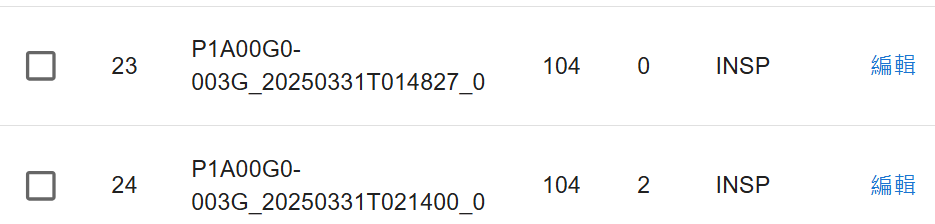 23 P1A00G0-
003G_20250331T014827_0 104 0 INSP 編輯
24 P1A00G0-
003G_20250331T021400_0 104 2 INSP 編輯